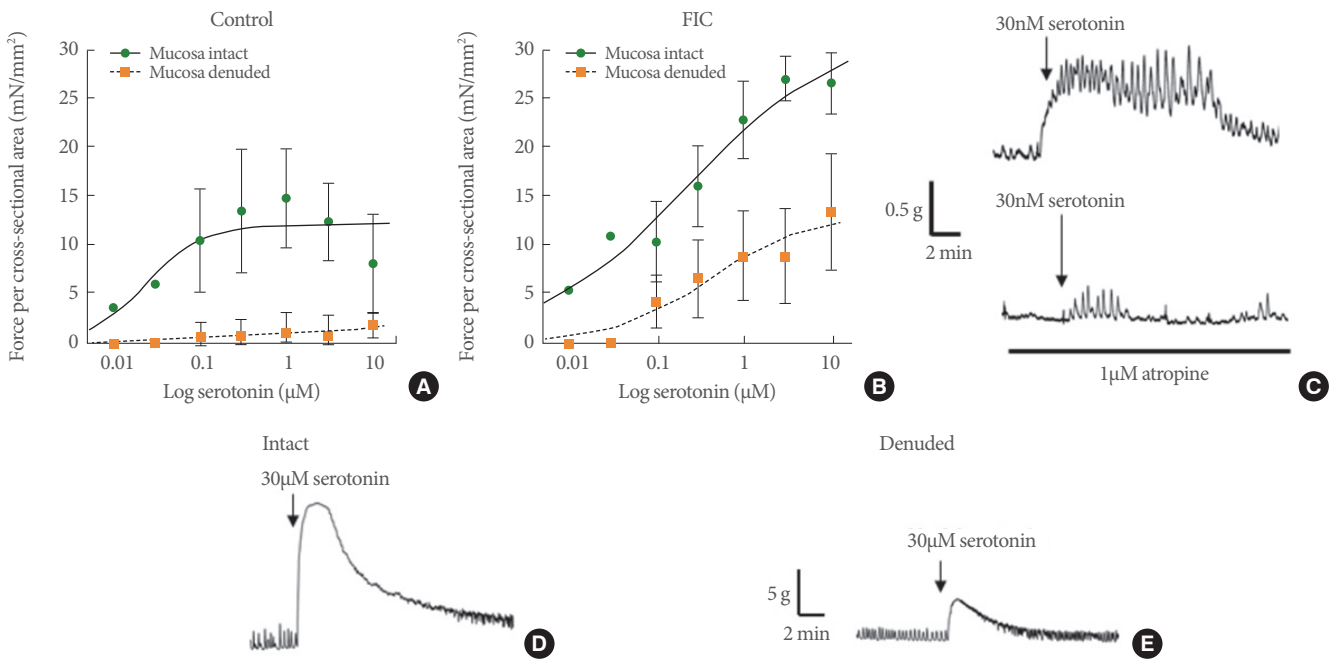 Control
Force per cross-sectional area (mN/mm²)
30
25
20
15
10
5
0
Mucosa intact
Mucosa denuded
0.01
0.1
1
10
Log serotonin (µM)
A
FIC
Force per cross-sectional area (mN/mm²)
30
25
20
15
10
5
0
Mucosa intact
Mucosa denuded
0.01
0.1
1
10
Log serotonin (µM)
B
30nM serotonin
0.5 g
2 min
30nM serotonin
1µM atropine
C
Intact
30µM serotonin
D
Denuded
30µM serotonin
5 g
2 min
E